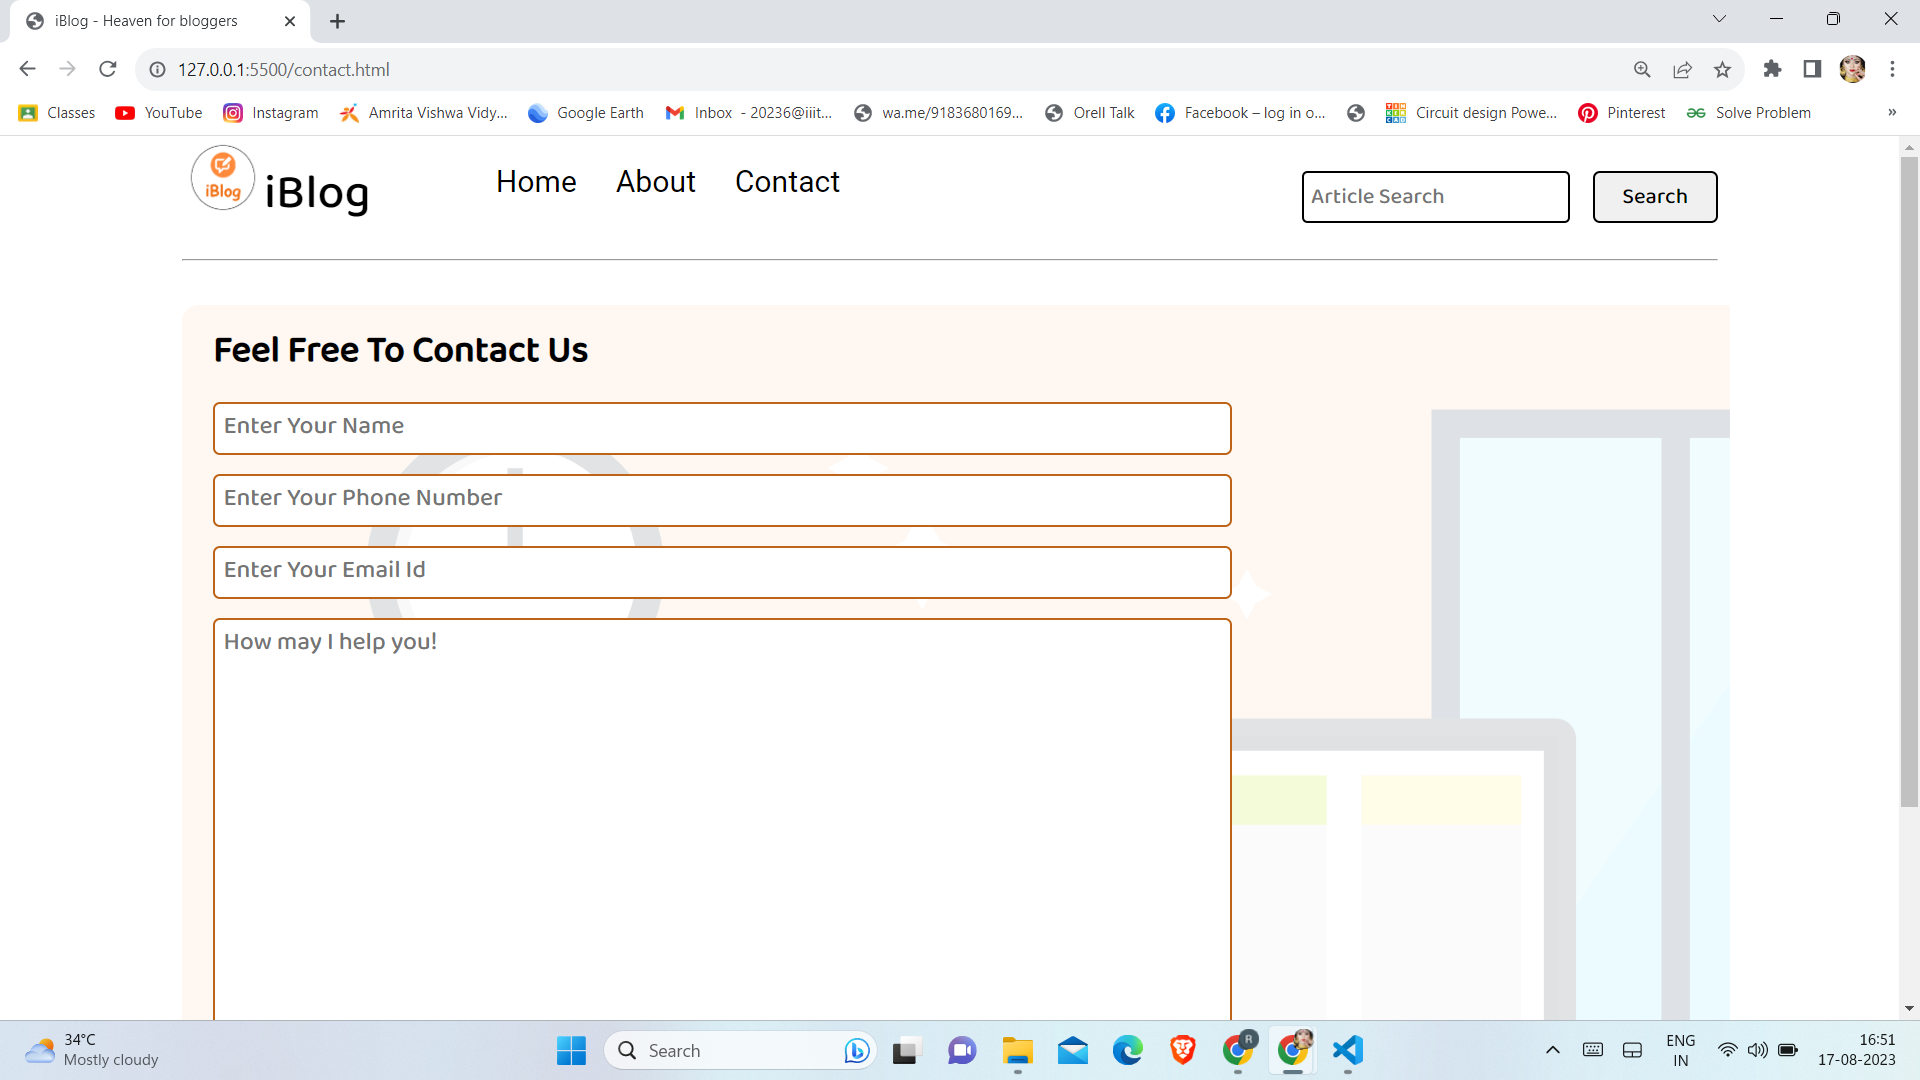 iBlog - Heaven for bloggers
127.0.0.1:5500/contact.html
Classes YouTube Instagram Amrita Vishwa Vidy... Google Earth Inbox - 20236@iiit... wa.me/9183680169... Orell Talk Facebook – log in o... Circuit design Powe... Pinterest Solve Problem »
iBlog iBlog Home About Contact Article Search Search
Feel Free To Contact Us
Enter Your Name
Enter Your Phone Number
Enter Your Email Id
How may I help you!
34°C
Mostly cloudy
Search
R
ENG
IN
16:51
17-08-2023